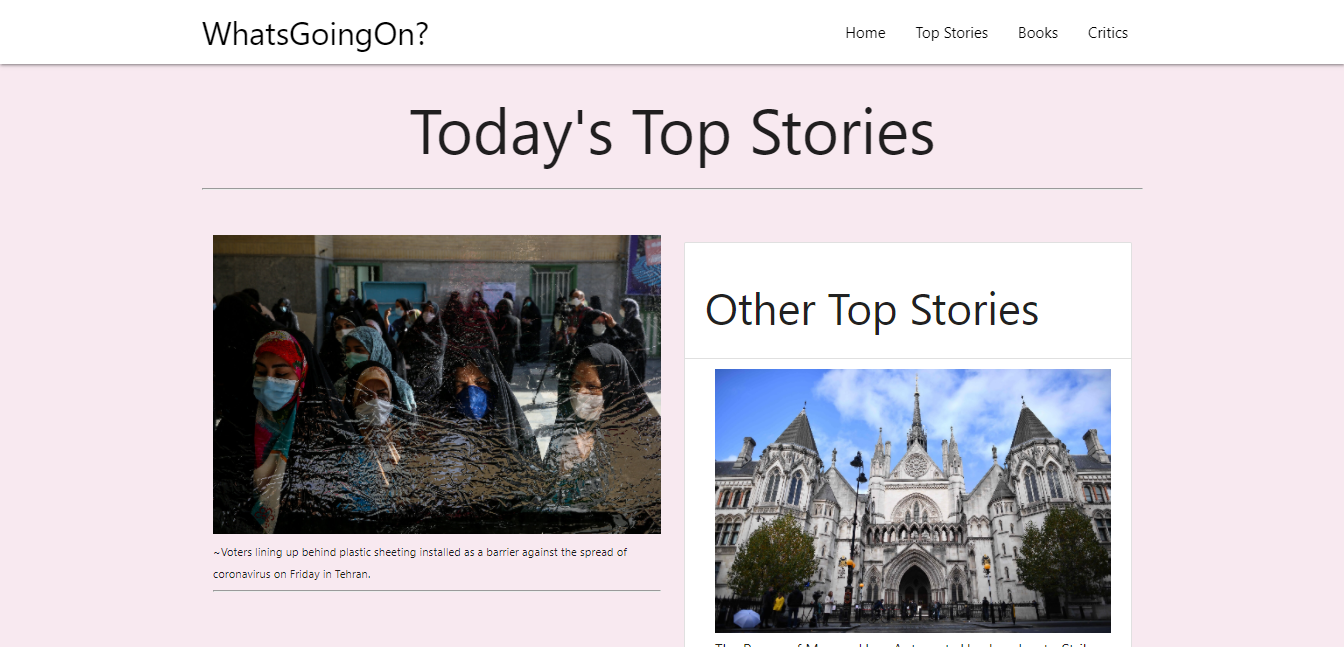 WhatsGoingOn?
Home
Top Stories
Books
Critics
Today's Top Stories
~Voters lining up behind plastic sheeting installed as a barrier against the spread of
coronavirus on Friday in Tehran.
Other Top Stories